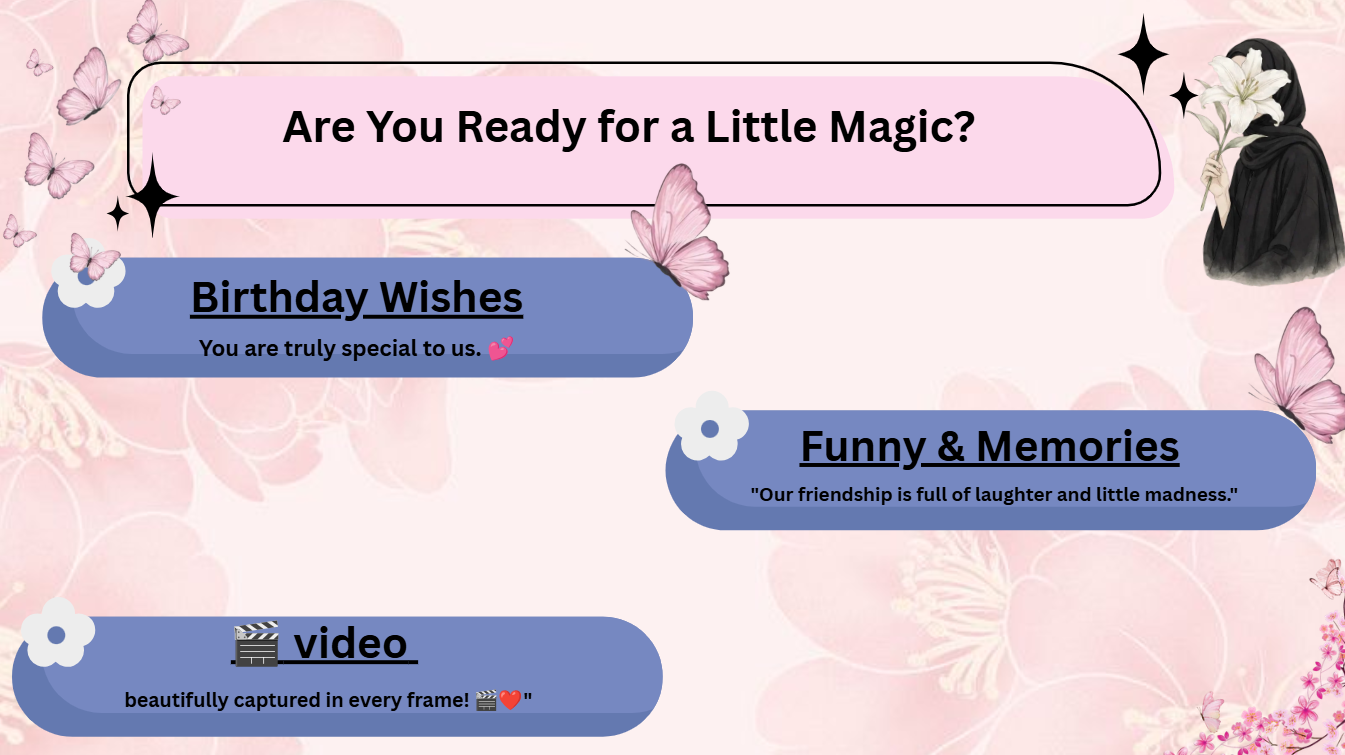 Are You Ready for a Little Magic?
Birthday Wishes
You are truly special to us. 💕
Funny & Memories
"Our friendship is full of laughter and little madness."
🎬 video
beautifully captured in every frame! 🎬❤️"